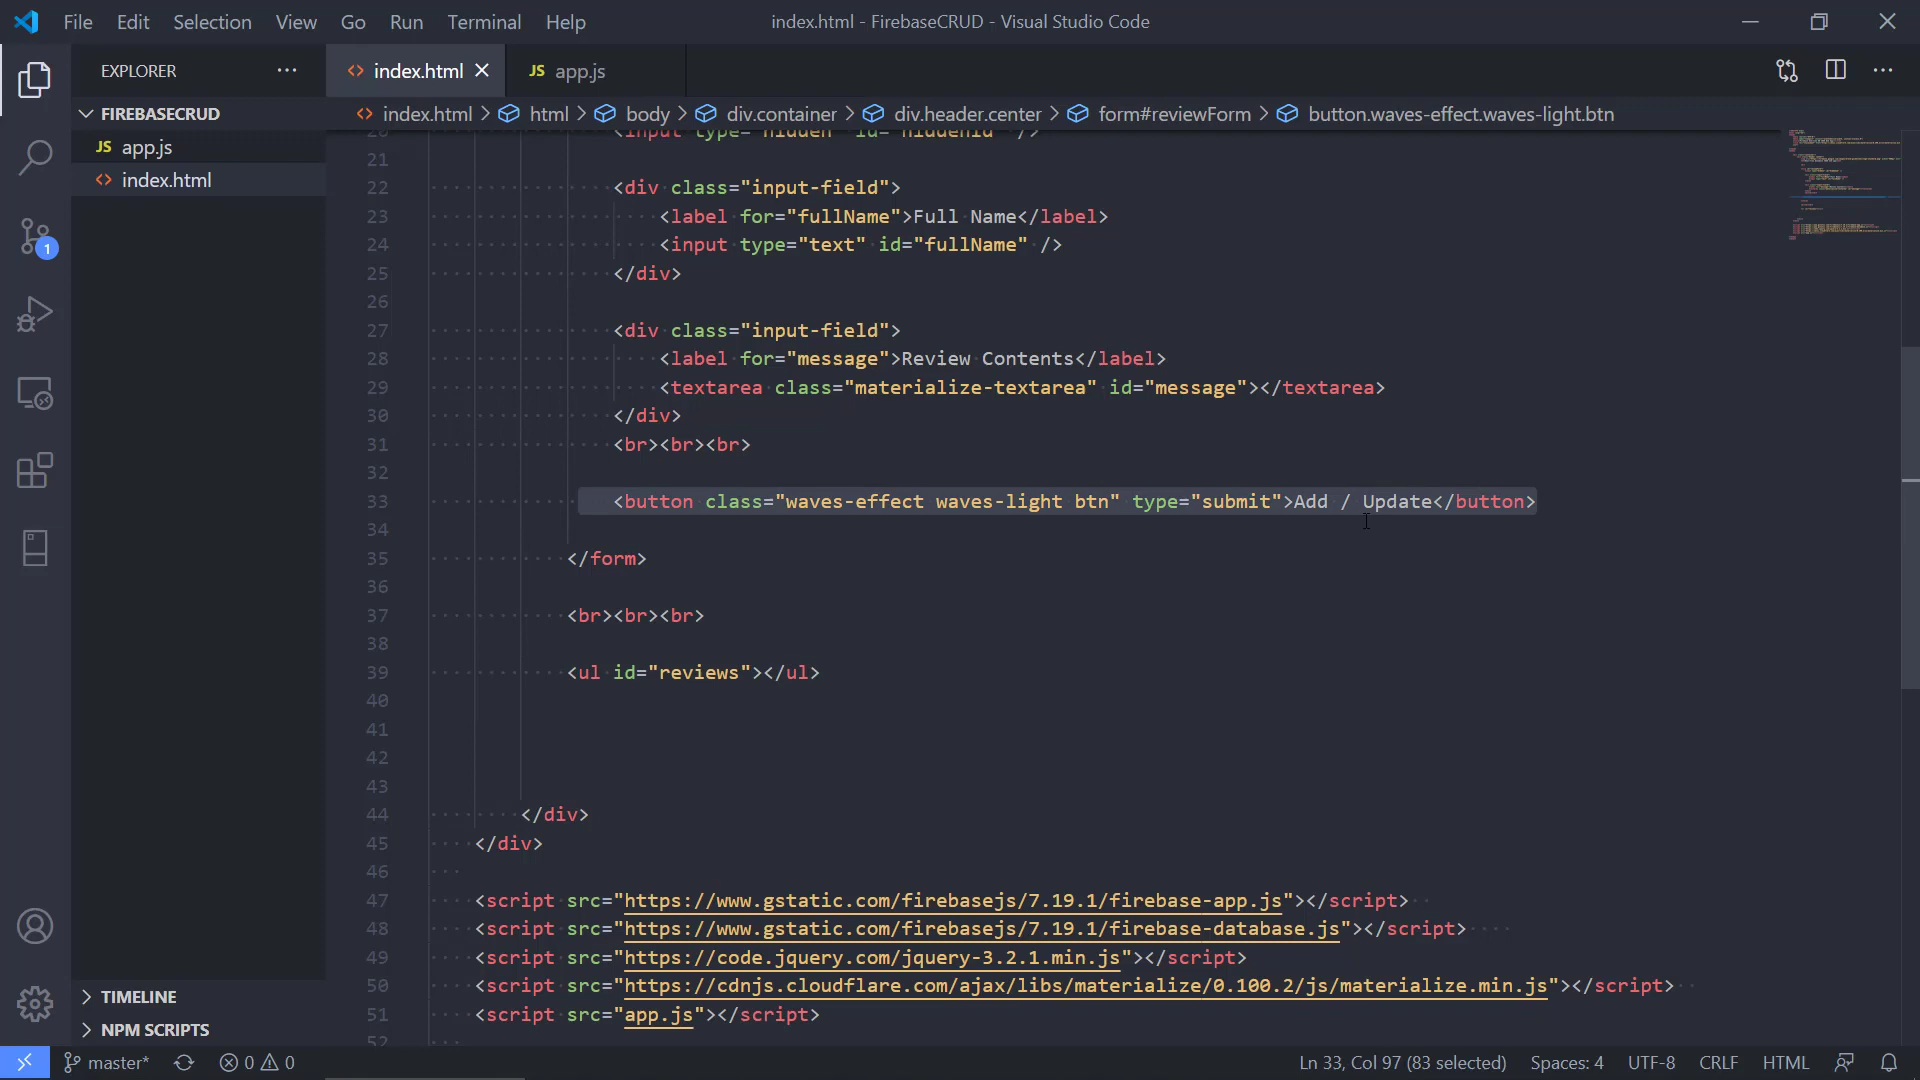 File Edit Selection View Go Run Terminal Help
index.html - FirebaseCRUD - Visual Studio Code
EXPLORER
index.html
JS app.js
FIREBASECRUD
index.html > html > body > div.container > div.header.center > form#reviewForm > button.waves-effect.waves-light.btn
JS app.js
index.html
1
20 <input type="hidden" id="hiddenId" />
21
22 <div class="input-field">
23 <label for="fullName">Full Name</label>
24 <input type="text" id="fullName" />
25 </div>
26
27 <div class="input-field">
28 <label for="message">Review Contents</label>
29 <textarea class="materialize-textarea" id="message"></textarea>
30 </div>
31 <br><br><br>
32
33 <button class="waves-effect waves-light btn" type="submit">Add / Update</button>
34
35 </form>
36
37 <br><br><br>
38
39 <ul id="reviews"></ul>
40
41
42
43
44 </div>
45 </div>
46
47 <script src="https://www.gstatic.com/firebasejs/7.19.1/firebase-app.js"></script>
48 <script src="https://www.gstatic.com/firebasejs/7.19.1/firebase-database.js"></script>
49 <script src="https://code.jquery.com/jquery-3.2.1.min.js"></script>
50 <script src="https://cdnjs.cloudflare.com/ajax/libs/materialize/0.100.2/js/materialize.min.js"></script>
51 <script src="app.js"></script>
52
TIMELINE
NPM SCRIPTS
master* 0 0
Ln 33, Col 97 (83 selected) Spaces: 4 UTF-8 CRLF HTML